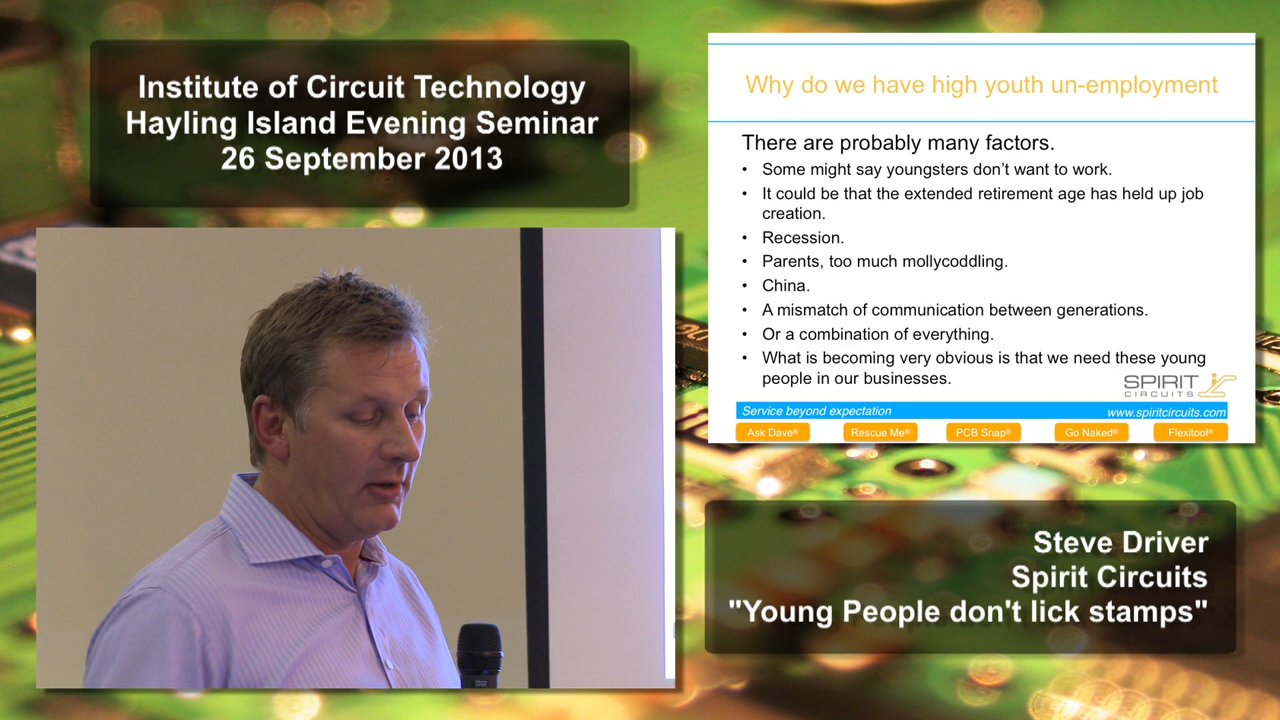 Institute of Circuit Technology
Hayling Island Evening Seminar
26 September 2013
Why do we have high youth un-employment
There are probably many factors.
• Some might say youngsters don't want to work.
• It could be that the extended retirement age has held up job
creation.
• Recession.
• Parents, too much mollycoddling.
• China.
• A mismatch of communication between generations.
• Or a combination of everything.
• What is becoming very obvious is that we need these young
people in our businesses.
SPIRIT
CIRCUITS
Service beyond expectation
www.spiritcircuits.com
Ask Dave® Rescue Me® PCB Snap® Go Naked® Flexitool®
Steve Driver
Spirit Circuits
"Young People don't lick stamps"